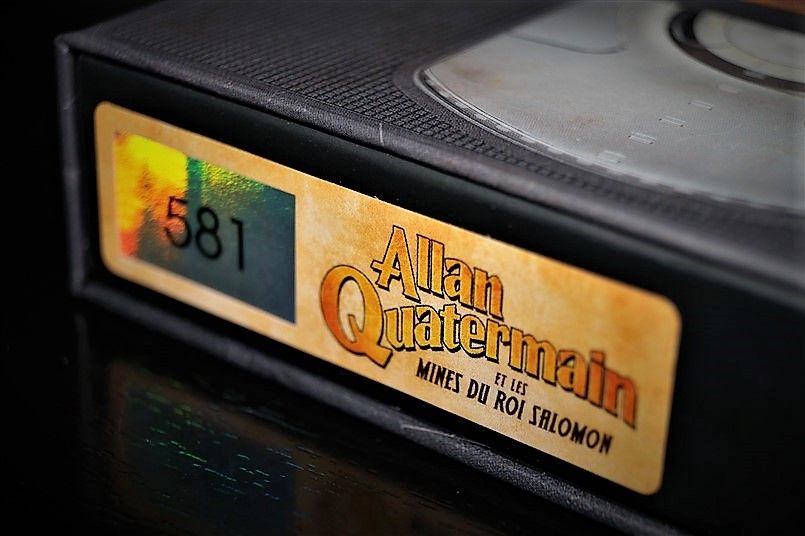 581
Allan
Quatermain
ET LES
MINES DU ROI SALOMON